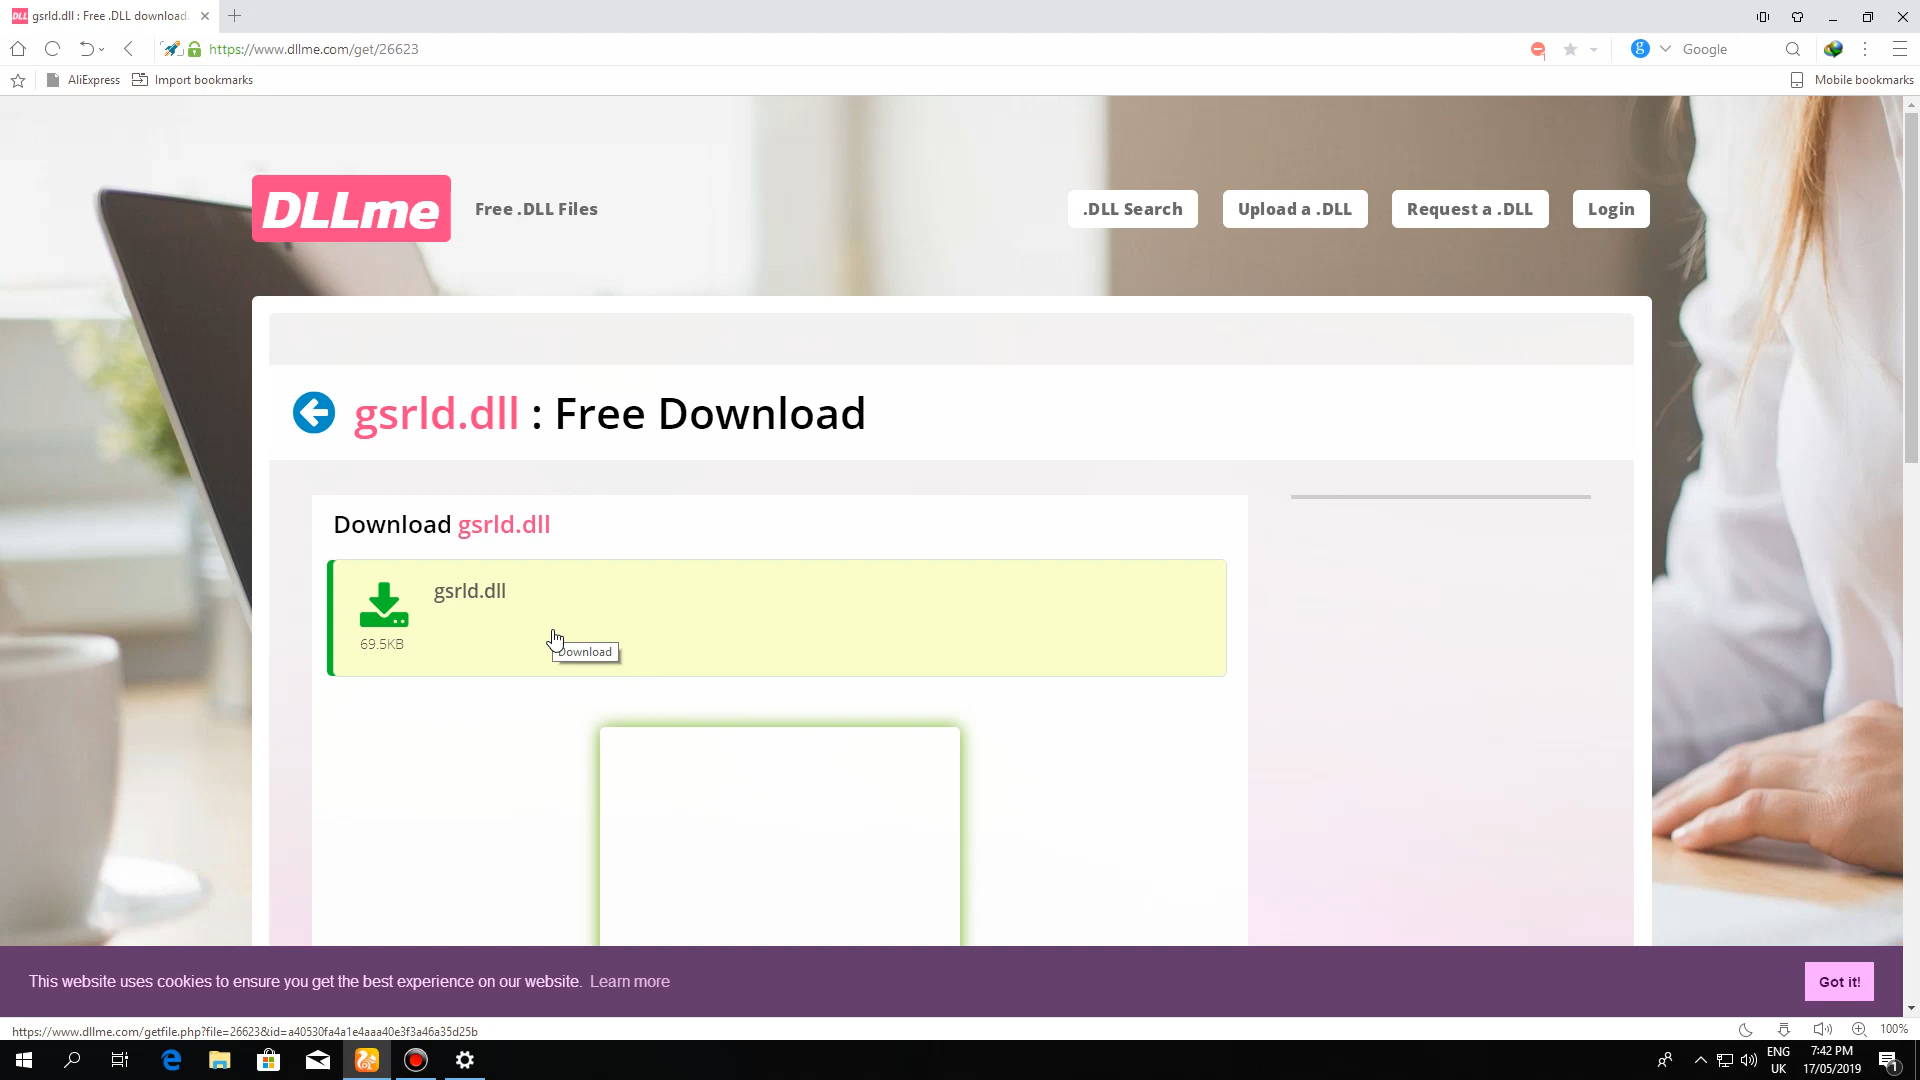 DLL gsrld.dll : Free .DLL download.
https://www.dllme.com/get/26623
g Google
AliExpress Import bookmarks Mobile bookmarks
DLLme Free .DLL Files .DLL Search Upload a .DLL Request a .DLL Login
gsrld.dll : Free Download
Download gsrld.dll
gsrld.dll
69.5KB
Download
This website uses cookies to ensure you get the best experience on our website. Learn more Got it!
https://www.dllme.com/getfile.php?file=26623&id=a40530fa4a1e4aaa40e3f3a46a35d25b
100%
ENG 7:42 PM
UK 17/05/2019
1